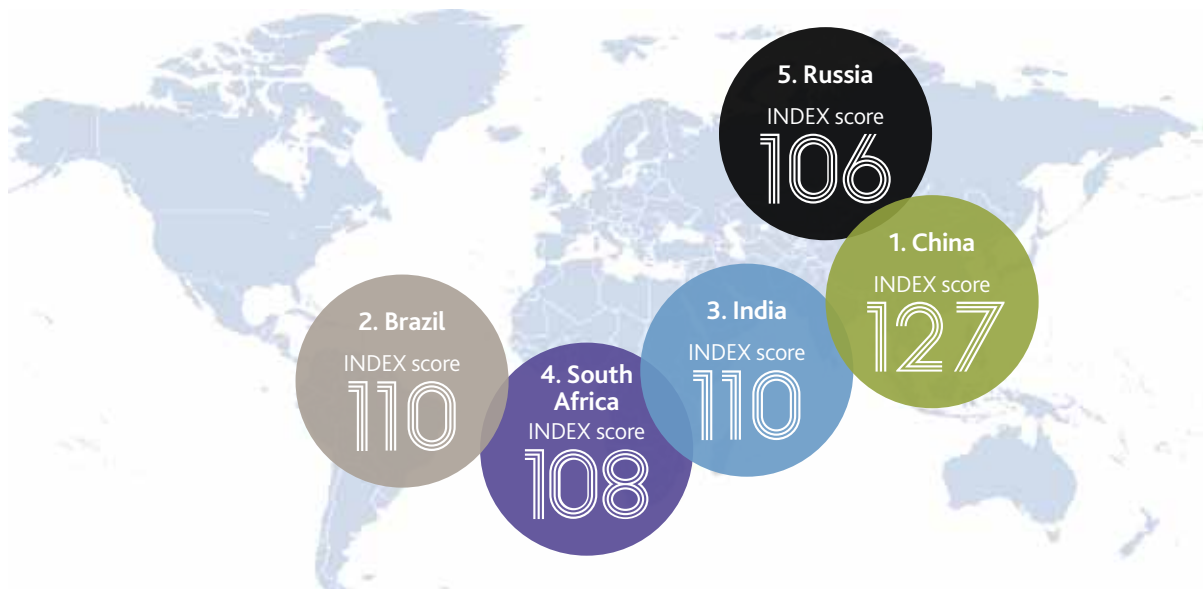 5. Russia
INDEX score
106
1. China
INDEX score
127
3. India
INDEX score
110
2. Brazil
INDEX score
110
4. South
Africa
INDEX score
108